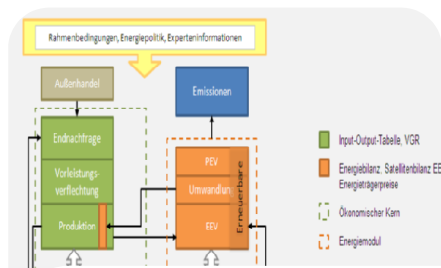 Rahmenbedingungen, Energiepolitik, Experteninformationen
Außenhandel
Emissionen
Endnachfrage
Vorleistungs-
verflechtung
Produktion
PEV
Umwandlung
EEV
Erneuerbare
Input-Output-Tabelle, VGR
Energiebilanz, Satellitenbilanz EE
Energieträgerpreise
Ökonomischer Kern
Energiemodul